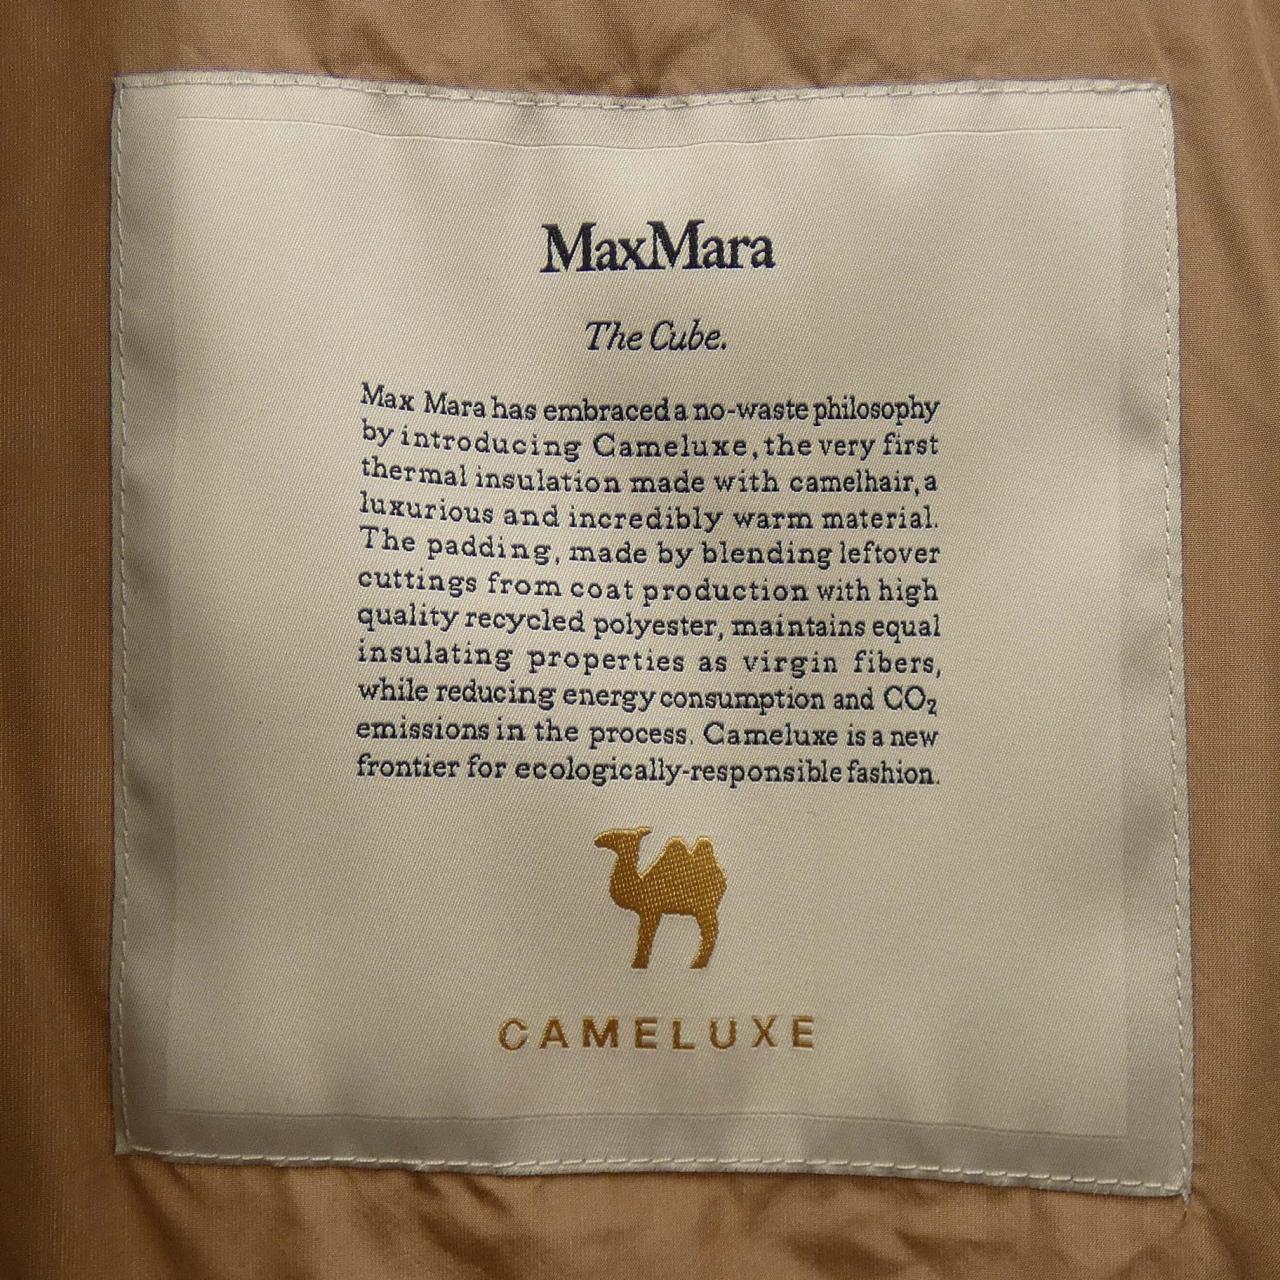 MaxMara
The Cube.
Max Mara has embraced a no-waste philosophy
by introducing Cameluxe, the very first
thermal insulation made with camelhair, a
luxurious and incredibly warm material.
The padding, made by blending leftover
cuttings from coat production with high
quality recycled polyester, maintains equal
insulating properties as virgin fibers,
while reducing energy consumption and CO₂
emissions in the process. Cameluxe is a new
frontier for ecologically-responsible fashion.
CAMELUXE